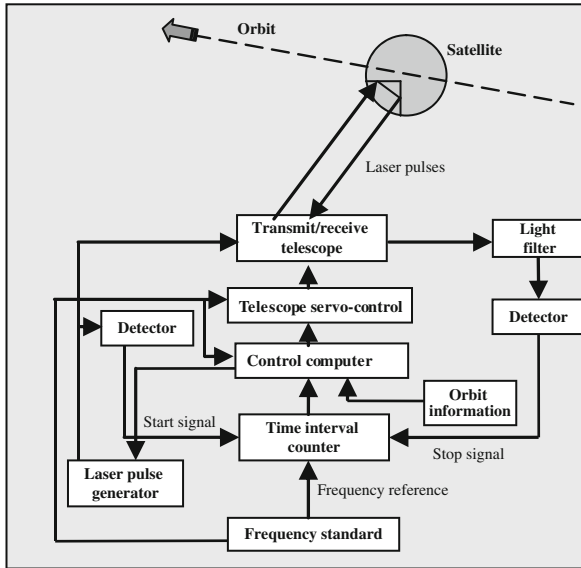 Orbit
Satellite
Laser pulses
Transmit/receive
telescope
Light
filter
Telescope servo-control
Detector
Detector
Control computer
Orbit
information
Start signal
Time interval
counter
Stop signal
Laser pulse
generator
Frequency reference
Frequency standard